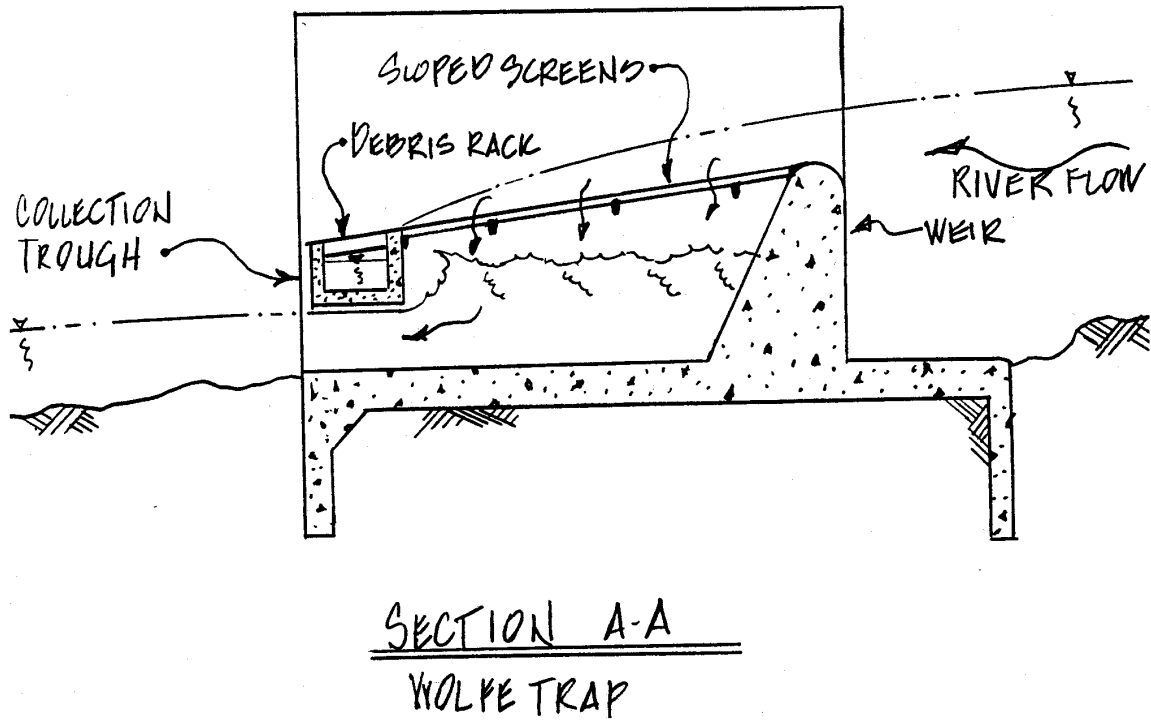 SLOPED SCREENS
DEBRIS RACK
COLLECTION
TROUGH
RIVER FLOW
WEIR
SECTION A-A
WOLFE TRAP